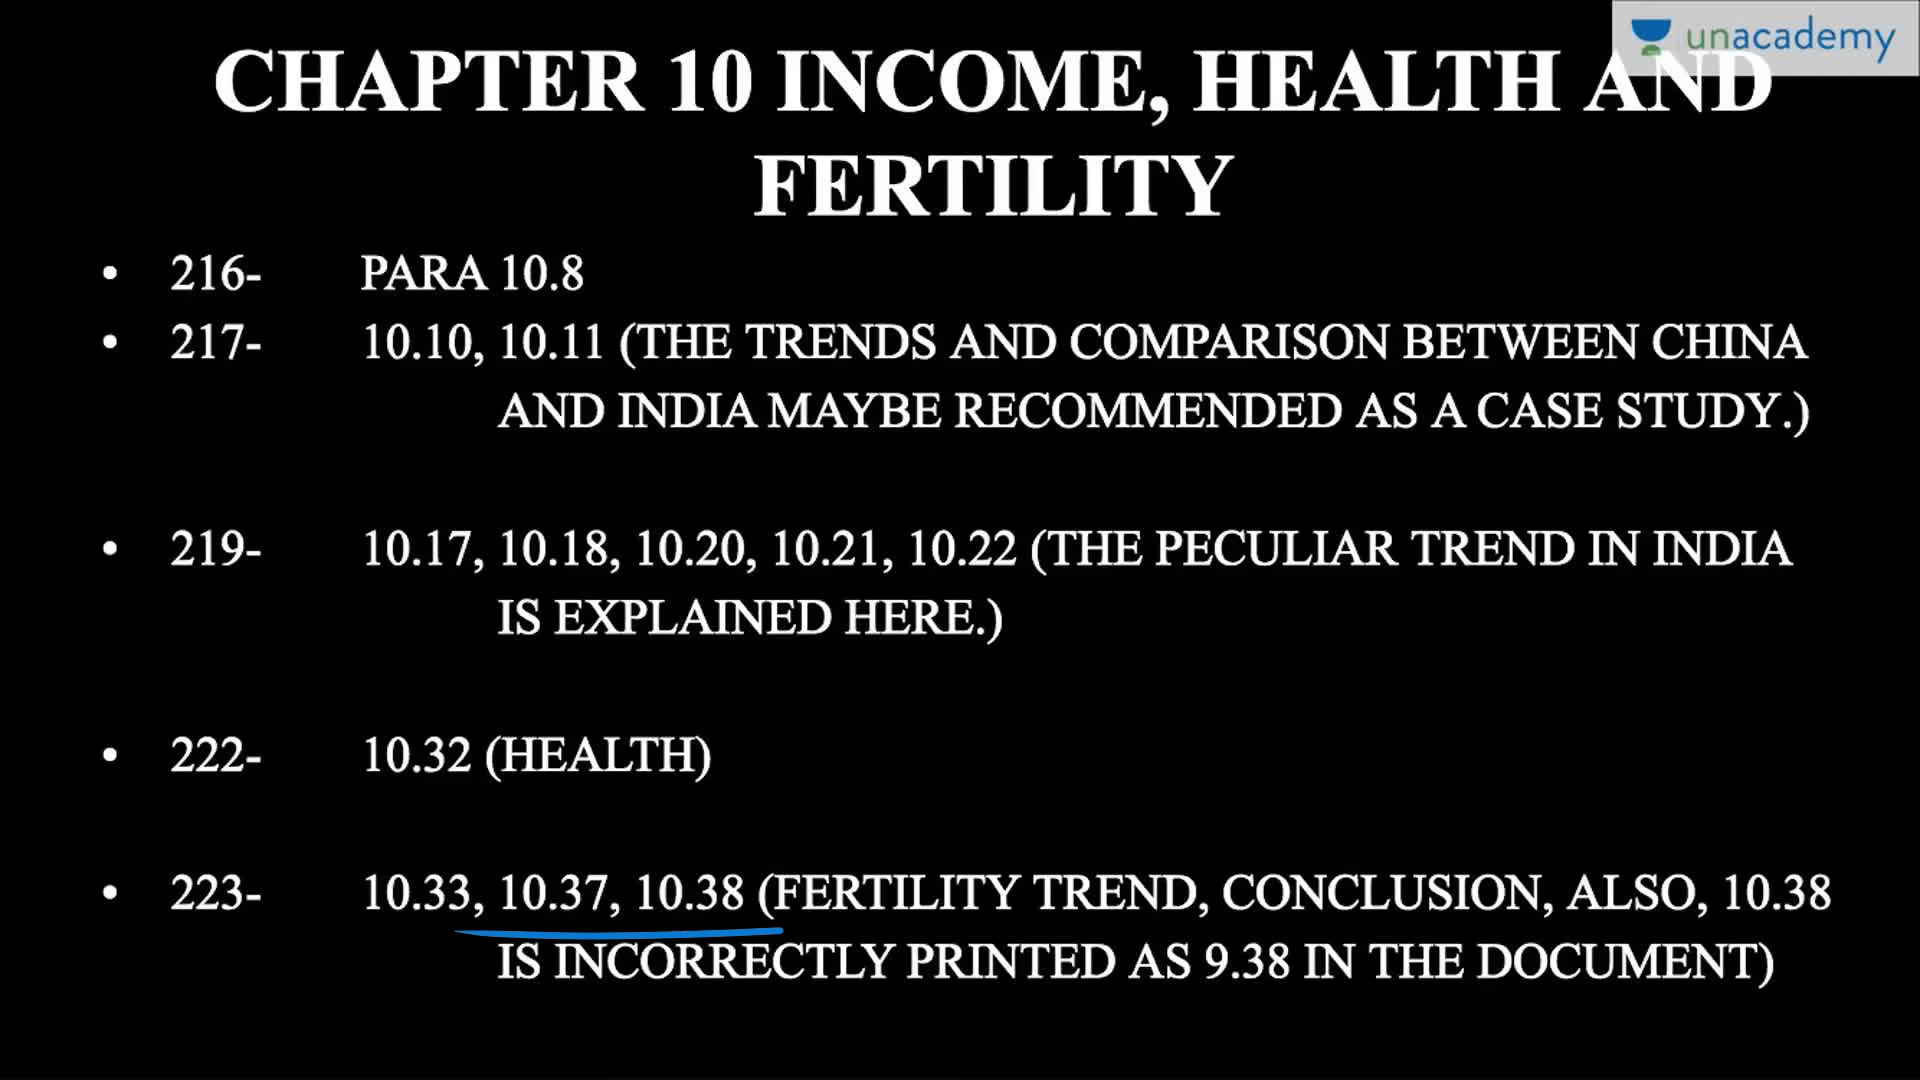 unacademy
CHAPTER 10 INCOME, HEALTH AND
FERTILITY
• 216- PARA 10.8
• 217- 10.10, 10.11 (THE TRENDS AND COMPARISON BETWEEN CHINA
AND INDIA MAYBE RECOMMENDED AS A CASE STUDY.)
• 219- 10.17, 10.18, 10.20, 10.21, 10.22 (THE PECULIAR TREND IN INDIA
IS EXPLAINED HERE.)
• 222- 10.32 (HEALTH)
• 223- 10.33, 10.37, 10.38 (FERTILITY TREND, CONCLUSION, ALSO, 10.38
IS INCORRECTLY PRINTED AS 9.38 IN THE DOCUMENT)